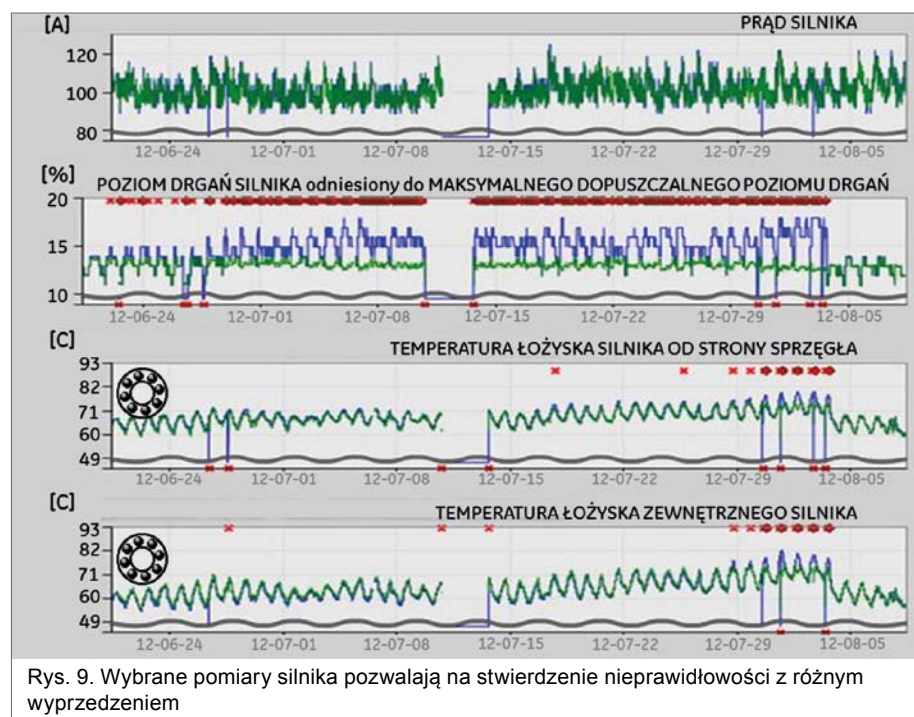 [A]
PRĄD SILNIKA
120
100
80
12-06-24 12-07-01 12-07-08 12-07-15 12-07-22 12-07-29 12-08-05
[%]
POZIOM DRGAŃ SILNIKA odniesiony do MAKSYMALNEGO DOPUSZCZALNEGO POZIOMU DRGAŃ
20
15
10
12-06-24 12-07-01 12-07-08 12-07-15 12-07-22 12-07-29 12-08-05
[C]
TEMPERATURA ŁOŻYSKA SILNIKA OD STRONY SPRZĘGŁA
93
82
71
60
49
12-06-24 12-07-01 12-07-08 12-07-15 12-07-22 12-07-29 12-08-05
[C]
TEMPERATURA ŁOŻYSKA ZEWNĘTRZNEGO SILNIKA
93
82
71
60
49
12-06-24 12-07-01 12-07-08 12-07-15 12-07-22 12-07-29 12-08-05
Rys. 9. Wybrane pomiary silnika pozwalają na stwierdzenie nieprawidłowości z różnym
wyprzedzeniem